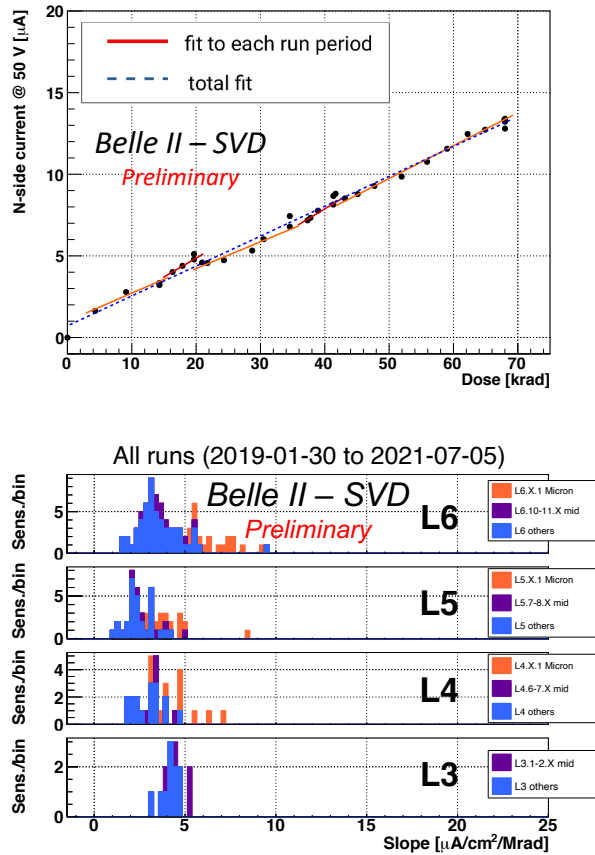 N-side current @ 50 V [μA]
20
15
10
5
0
fit to each run period
total fit
Belle II – SVD
Preliminary
0 10 20 30 40 50 60 70
Dose [krad]
All runs (2019-01-30 to 2021-07-05)
Sens./bin
5
0
Belle II – SVD
Preliminary
L6
L6.X.1 Micron
L6.10-11.X mid
L6 others
Sens./bin
5
0
L5
L5.X.1 Micron
L5.7-8.X mid
L5 others
Sens./bin
4
2
0
L4
L4.X.1 Micron
L4.6-7.X mid
L4 others
Sens./bin
2
0
L3
L3.1-2.X mid
L3 others
0 5 10 15 20 25
Slope [μA/cm²/Mrad]